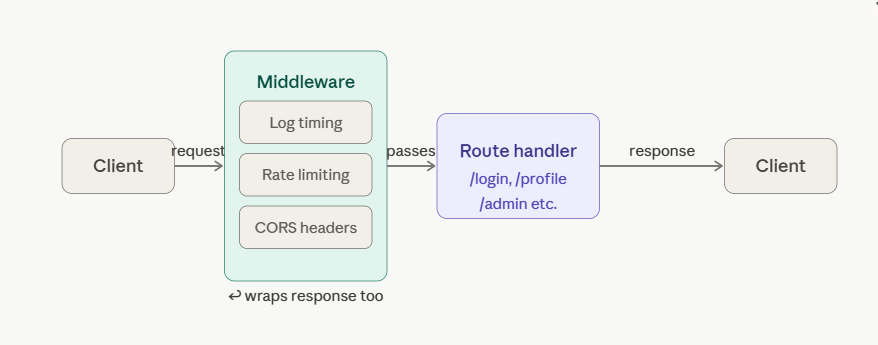 Middleware
Log timing
Client
request
Rate limiting
CORS headers
↩ wraps response too
passes
Route handler
/login, /profile
/admin etc.
response
Client